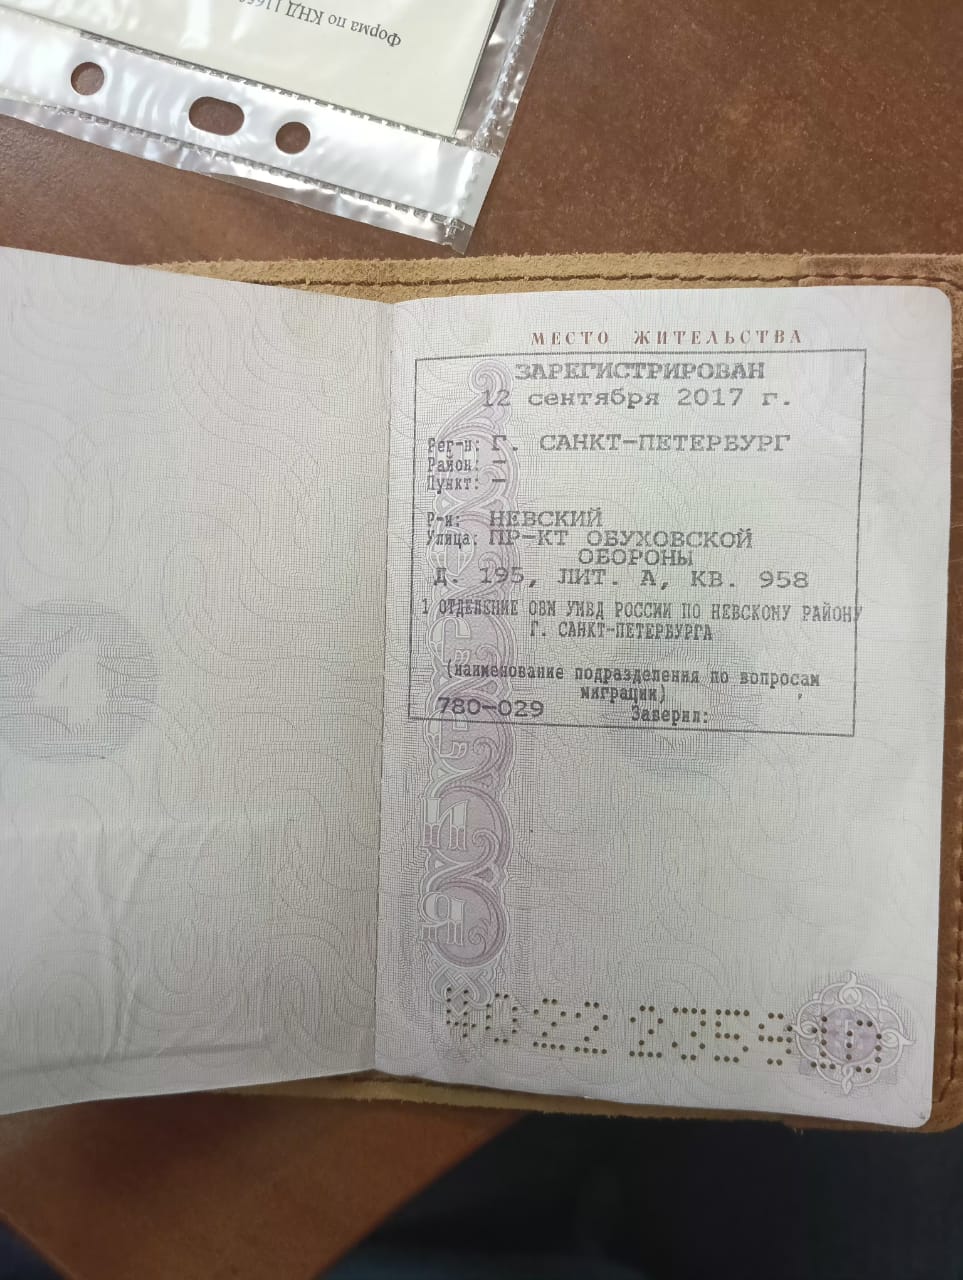 Форма по КНД
МЕСТО ЖИТЕЛЬСТВА
ЗАРЕГИСТРИРОВАН
12 сентября 2017 г.
Рег-н: Г. САНКТ-ПЕТЕРБУРГ
Район: –
Пункт: –
Р-н: НЕВСКИЙ
Улица: ПР-КТ ОБУХОВСКОЙ
ОБОРОНЫ
Д. 195, ЛИТ. А, КВ. 958
1 ОТДЕЛЕНИЕ ОВМ УМВД РОССИИ ПО НЕВСКОМУ РАЙОНУ
Г. САНКТ-ПЕТЕРБУРГА
(наименование подразделения по вопросам
миграции)
780-029 Заверил: